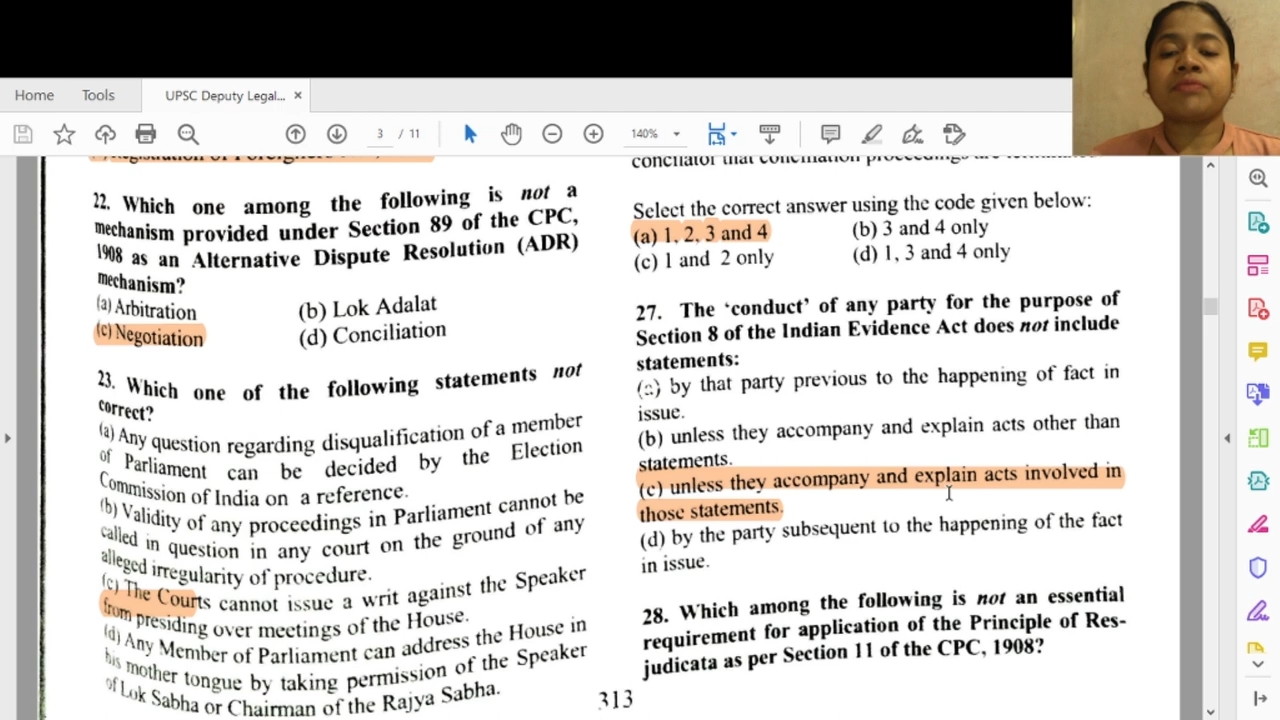 Home
Tools
UPSC Deputy Legal...
3 / 11
140%
22. Which one among the following is not a
mechanism provided under Section 89 of the CPC,
1908 as an Alternative Dispute Resolution (ADR)
mechanism?
(a) Arbitration
(b) Lok Adalat
(c) Negotiation
(d) Conciliation
23. Which one of the following statements not
correct?
(a) Any question regarding disqualification of a member
of Parliament can be decided by the Election
Commission of India on a reference.
(b) Validity of any proceedings in Parliament cannot be
called in question in any court on the ground of any
alleged irregularity of procedure.
(c) The Courts cannot issue a writ against the Speaker
from presiding over meetings of the House.
(d) Any Member of Parliament can address the House in
his mother tongue by taking permission of the Speaker
of Lok Sabha or Chairman of the Rajya Sabha.
conciliator that conciliation proceedings are
Select the correct answer using the code given below:
(a) 1, 2, 3 and 4
(b) 3 and 4 only
(c) 1 and 2 only
(d) 1, 3 and 4 only
27. The ‘conduct’ of any party for the purpose of
Section 8 of the Indian Evidence Act does not include
statements:
(a) by that party previous to the happening of fact in
issue.
(b) unless they accompany and explain acts other than
statements.
(c) unless they accompany and explain acts involved in
those statements.
(d) by the party subsequent to the happening of the fact
in issue.
28. Which among the following is not an essential
requirement for application of the Principle of Res-
judicata as per Section 11 of the CPC, 1908?
313